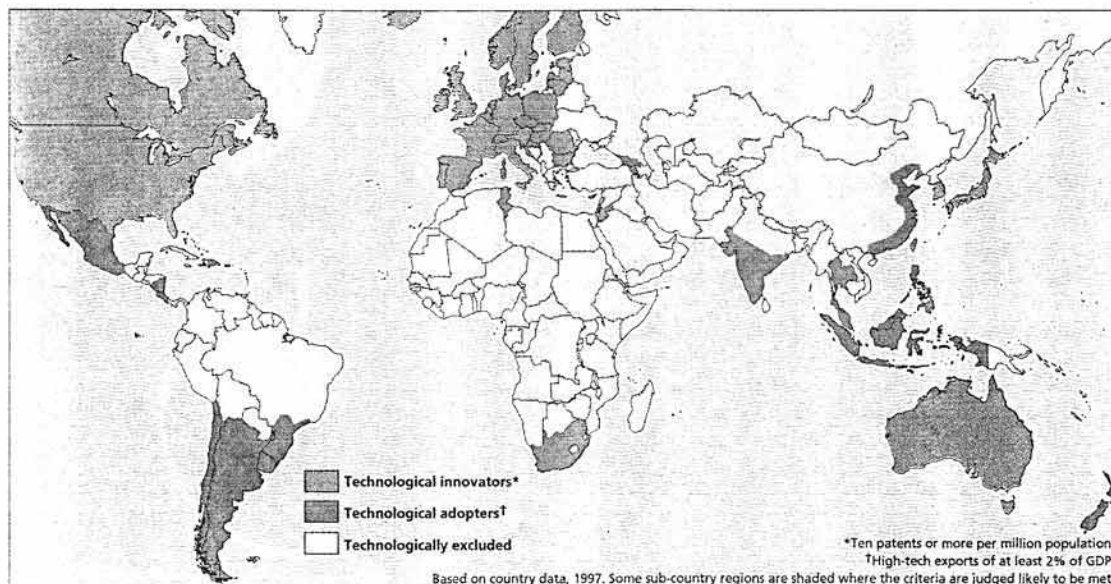 Technological innovators*
Technological adopters†
Technologically excluded
*Ten patents or more per million population
†High-tech exports of at least 2% of GDP
Based on country data, 1997. Some sub-country regions are shaded where the criteria are judged likely to be met